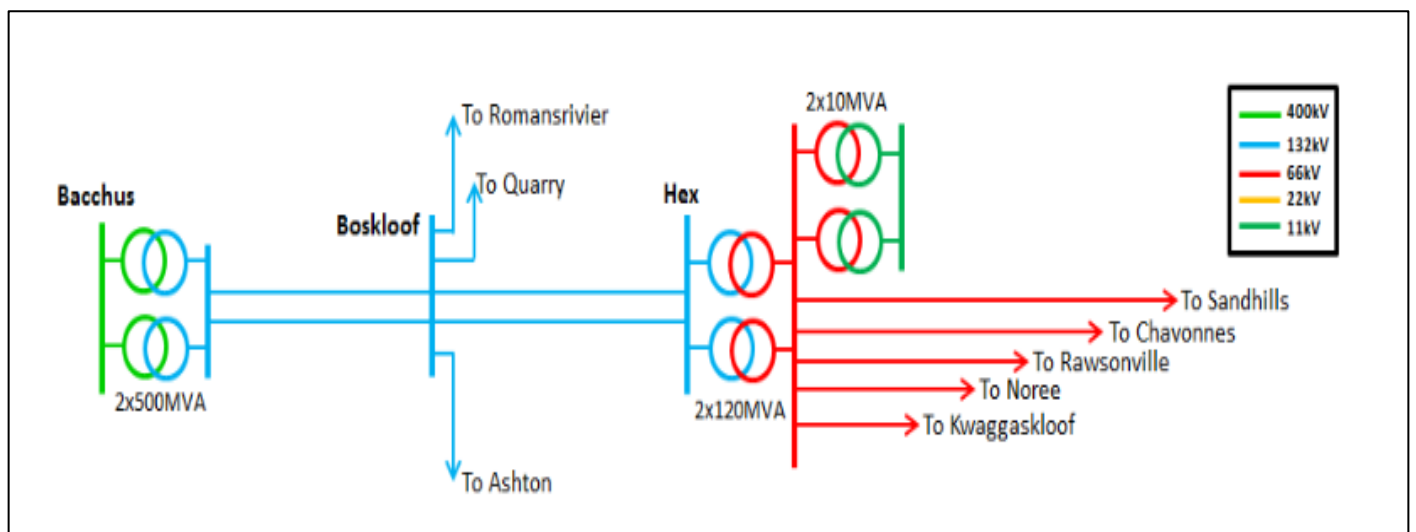 To Romansrivier
To Quarry
Bacchus
Boskloof
Hex
2x10MVA
400kV
132kV
66kV
22kV
11kV
To Sandhills
To Chavonnes
To Rawsonville
To Noree
To Kwaggaskloof
2x500MVA
2x120MVA
To Ashton